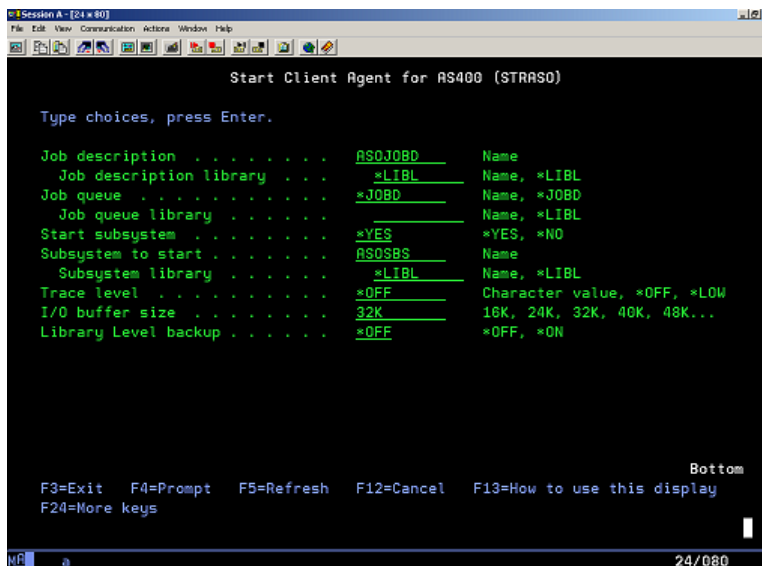 Session A - [24 x 80]
File Edit View Communication Actions Window Help
Start Client Agent for AS400 (STRASO)
Type choices, press Enter.
Job description . . . . . . . . ASOJOBD Name
Job description library . . . *LIBL Name, *LIBL
Job queue . . . . . . . . . . . *JOBD Name, *JOBD
Job queue library . . . . . . Name, *LIBL
Start subsystem . . . . . . . . *YES *YES, *NO
Subsystem to start . . . . . . . ASOSBS Name
Subsystem library . . . . . . *LIBL Name, *LIBL
Trace level . . . . . . . . . . *OFF Character value, *OFF, *LOW
I/O buffer size . . . . . . . . 32K 16K, 24K, 32K, 40K, 48K...
Library Level backup . . . . . . *OFF *OFF, *ON
Bottom
F3=Exit F4=Prompt F5=Refresh F12=Cancel F13=How to use this display
F24=More keys
MA a 24/080